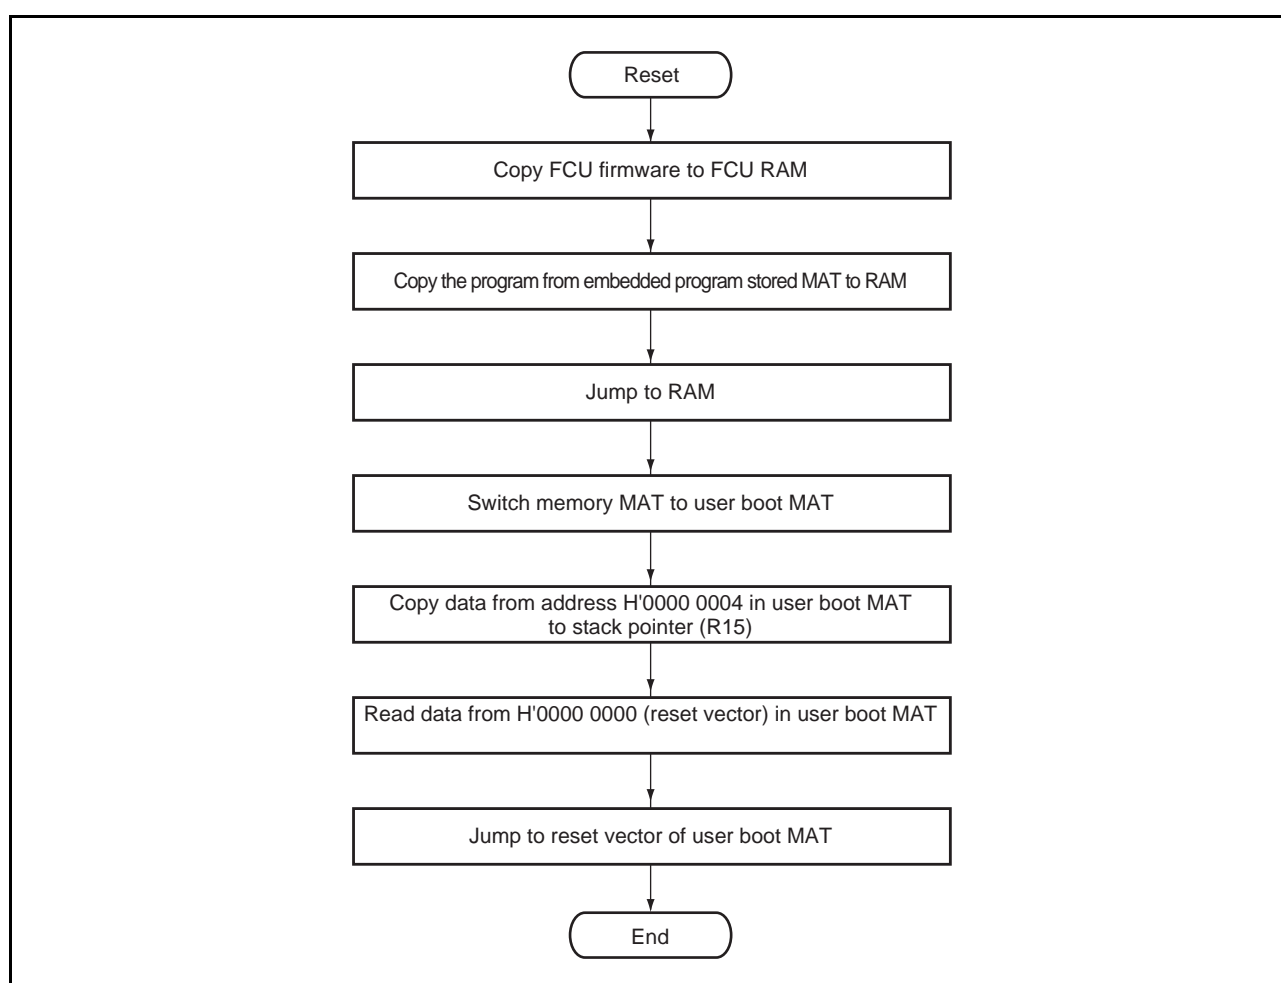 Reset
Copy FCU firmware to FCU RAM
Copy the program from embedded program stored MAT to RAM
Jump to RAM
Switch memory MAT to user boot MAT
Copy data from address H'0000 0004 in user boot MAT
to stack pointer (R15)
Read data from H'0000 0000 (reset vector) in user boot MAT
Jump to reset vector of user boot MAT
End